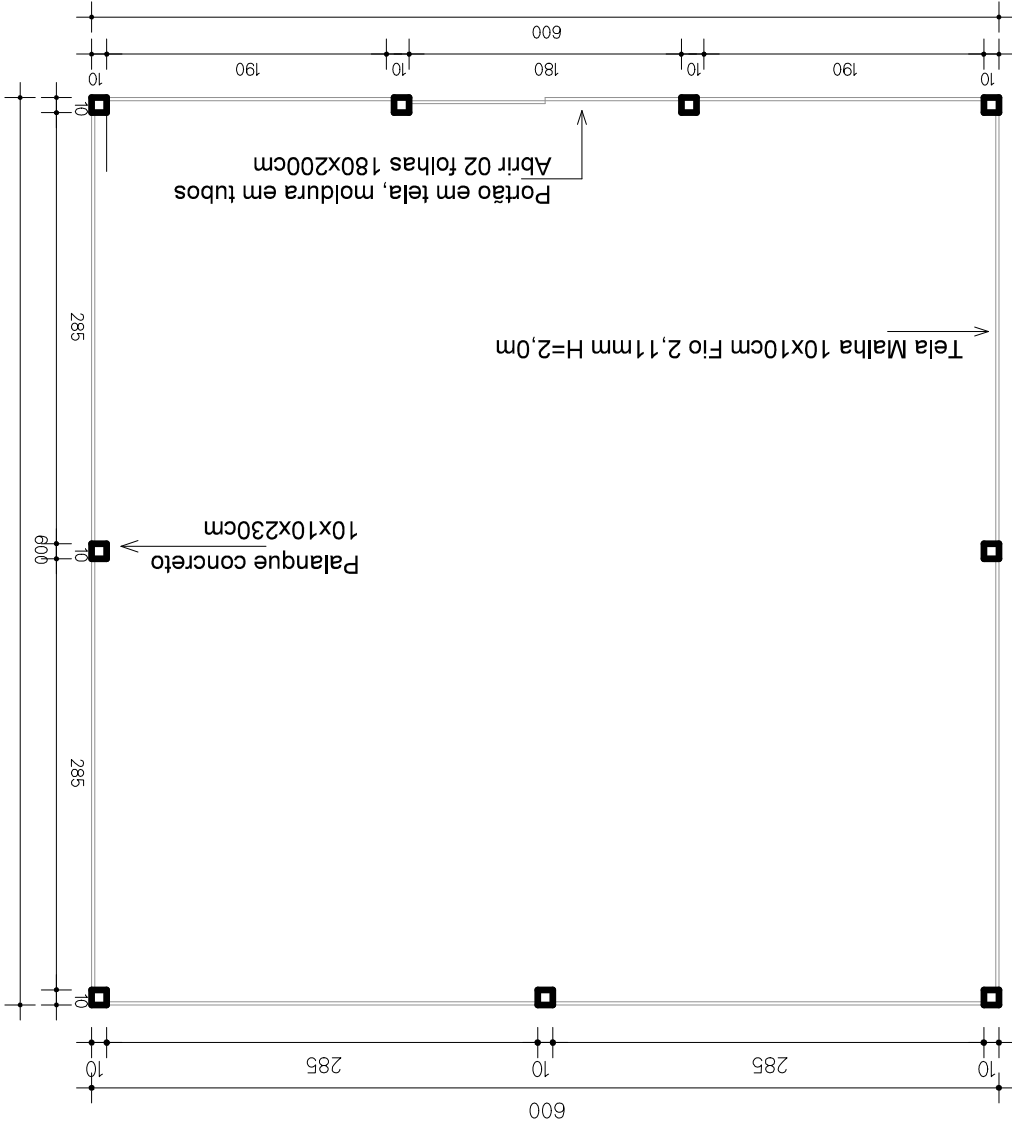 600
10 285 10 285 10
10
285
Palanque concreto
10x10x230cm
10
600
Tela Malha 10x10cm Fio 2,11mm H=2,0m
285
Portão em tela, moldura em tubos
Abrir 02 folhas 180x200cm
10
10 190 10 180 10 190 10
600